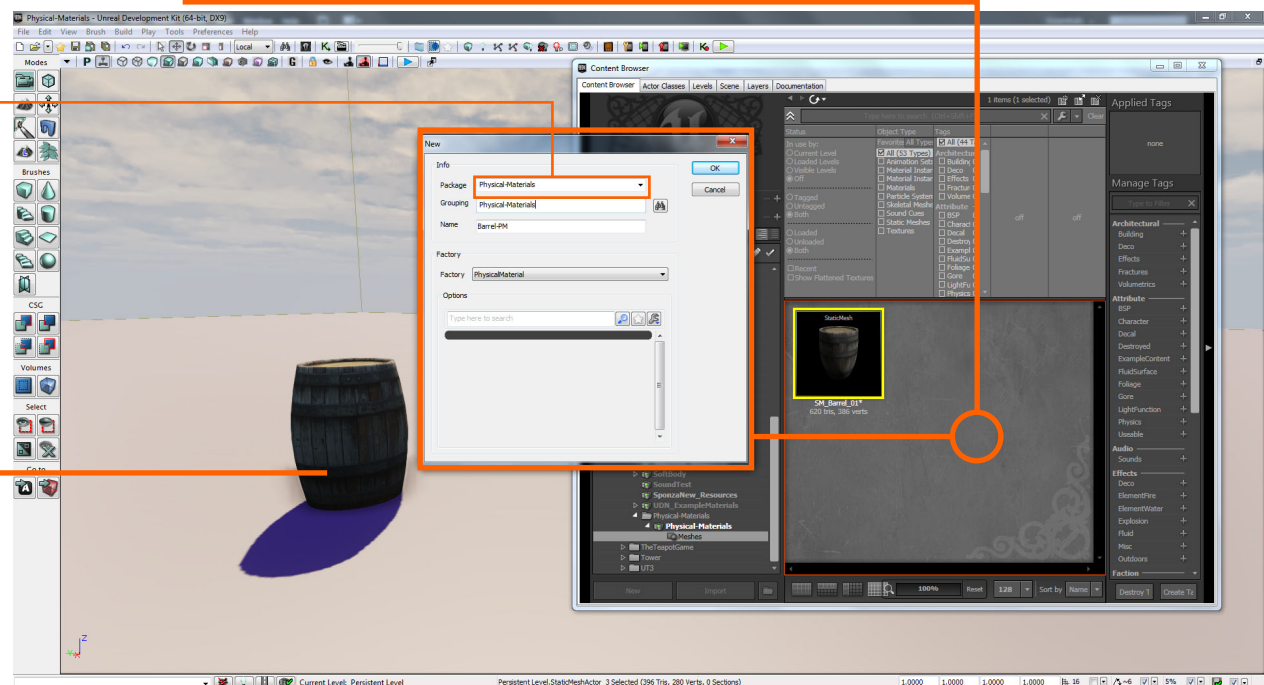 Physical-Materials - Unreal Development Kit (64-bit, DX9)
File Edit View Brush Build Play Tools Preferences Help
Local
Modes
Brushes
CSG
Volumes
Select
Go to
Content Browser
Content Browser Actor Classes Levels Scene Layers Documentation
1 items (1 selected)
Clear
Status Object Type Tags
In use by:
Current Level
Loaded Levels
Visible Levels
Off
Tagged
Untagged
Both
Loaded
Unloaded
Both
Recent
Show Flattened Textures
All (53 Types)
Materials
Sound Cues
Static Meshes
Textures
off off
New
Info
Package Physical-Materials
Grouping Physical-Materials
Name Barrel-PM
OK
Cancel
Factory
Factory PhysicalMaterial
Options
Type here to search
StaticMesh
SM_Barrel_01*
620 tris, 386 verts
SoftBody
SoundTest
SponzaNew_Resources
UDN_ExampleMaterials
Physical-Materials
Physical-Materials
Meshes
TheTeapotGame
Tower
UT3
New Import
100% Reset 128 Sort by Name
Applied Tags
none
Manage Tags
Type to Filter
Architectural
Building
Deco
Effects
Fractures
Volumetrics
Attribute
BSP
Character
Decal
Destroyed
ExampleContent
FluidSurface
Foliage
Gore
LightFunction
Physics
Useable
Audio
Sounds
Effects
Deco
ElementFire
ElementWater
Explosion
Fluid
Misc
Outdoors
Faction
Destroy T Create Ta
Z
Current Level: Persistent Level
Persistent Level.StaticMeshActor_3 Selected (396 Tris, 280 Verts, 0 Sections)
1.0000 1.0000 1.0000 1.0000 16 ~6 5%